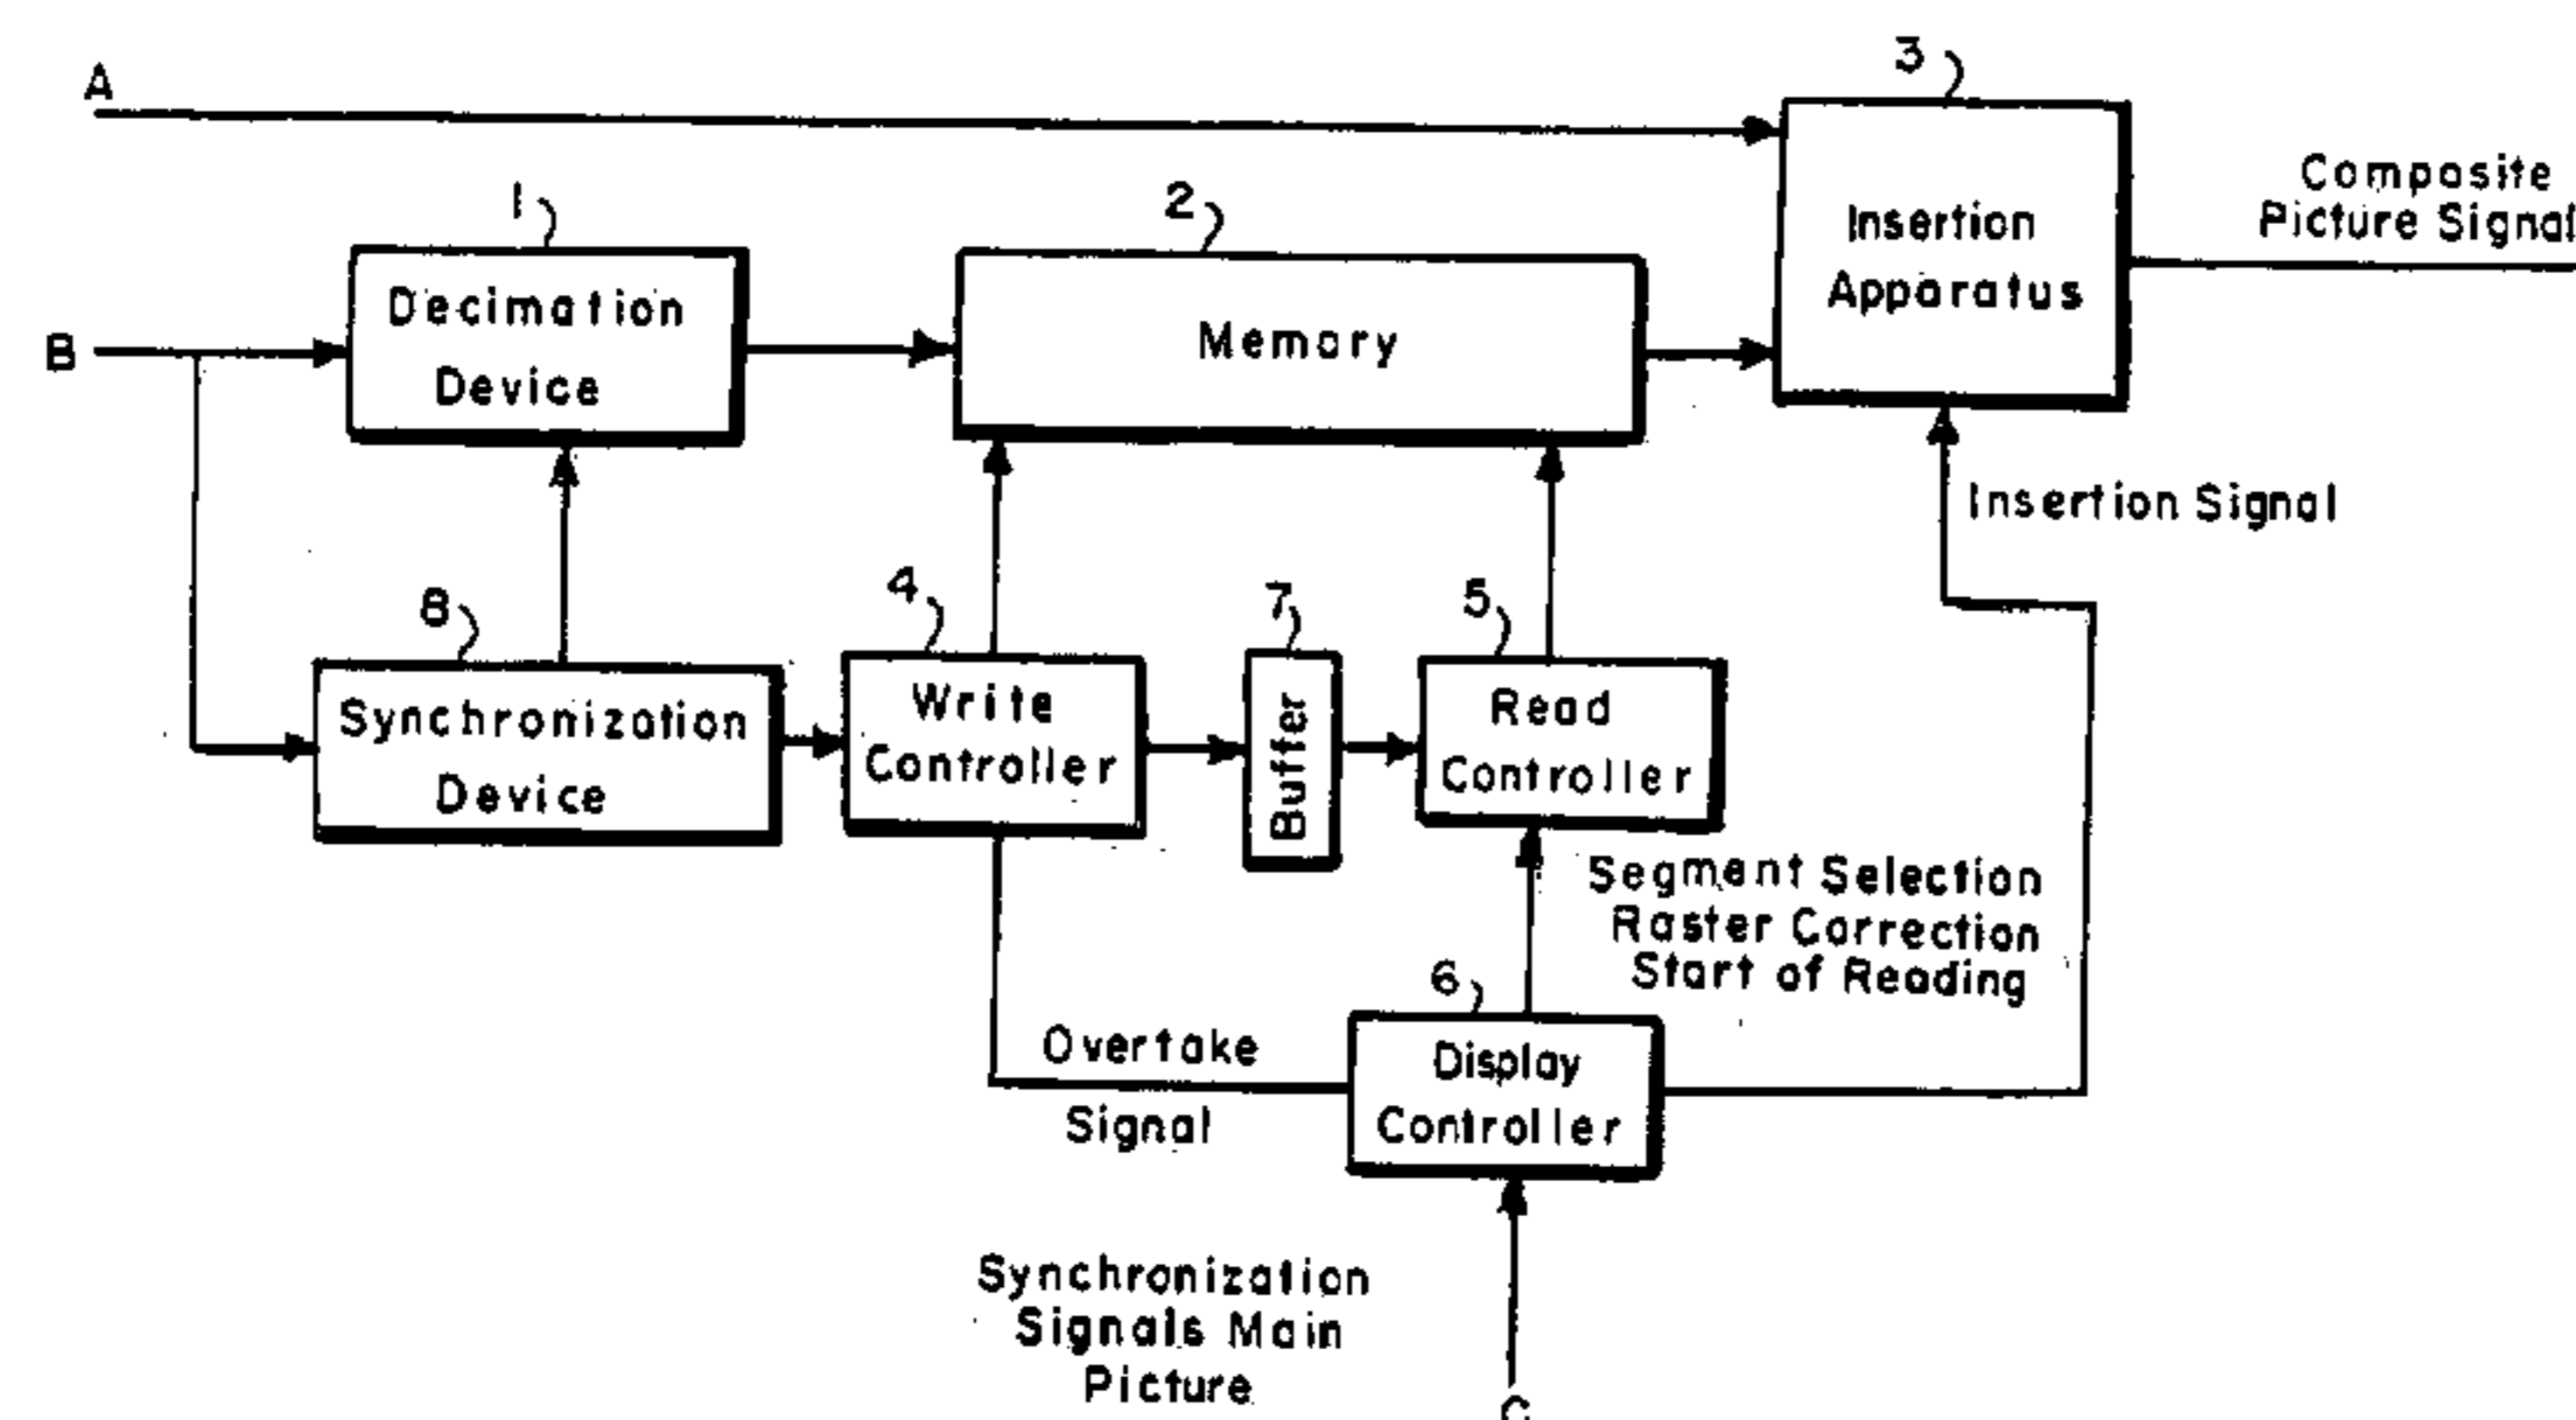 A
3
Composite
Picture Signal
Insertion
Apparatus
1
2
Decimation
Device
Memory
B
Insertion Signal
8
4
7
5
Synchronization
Device
Write
Controller
Buffer
Read
Controller
Segment Selection
Raster Correction
Start of Reading
6
Overtake
Signal
Display
Controller
Synchronization
Signals Main
Picture
C